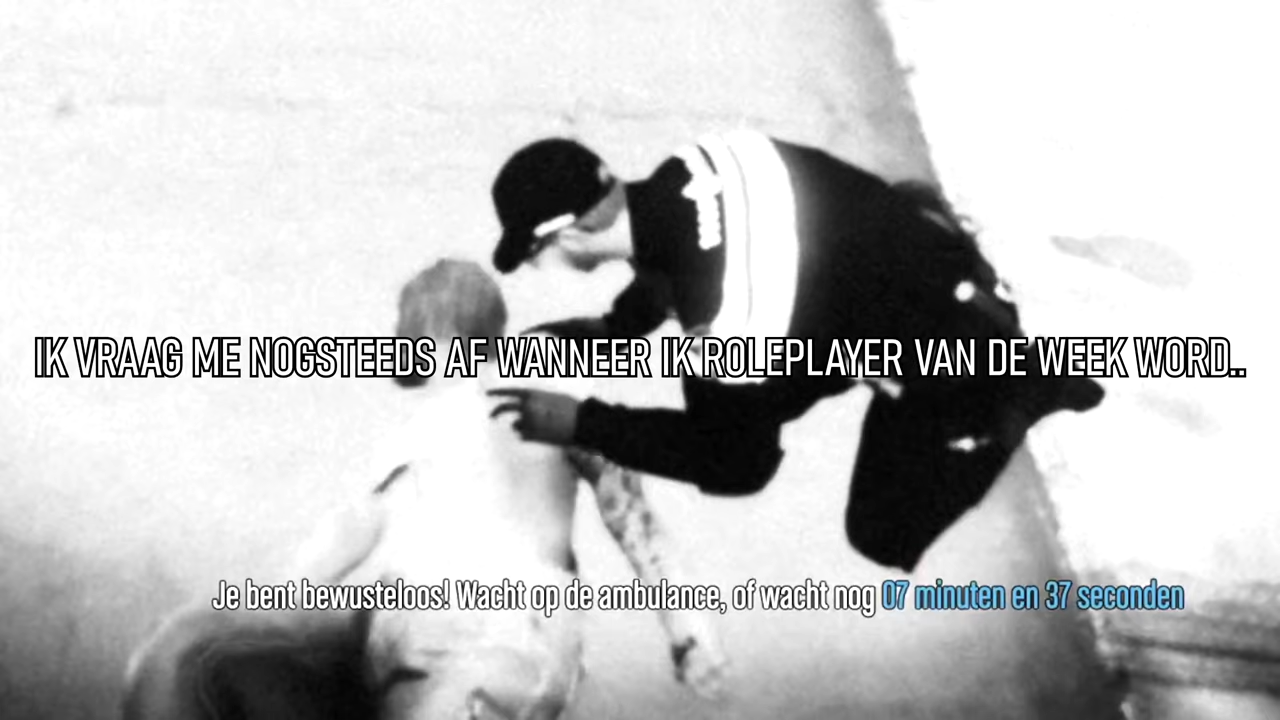 IK VRAAG ME NOGSTEEDS AF WANNEER IK ROLEPLAYER VAN DE WEEK WORD..
Je bent bewusteloos! Wacht op de ambulance, of wacht nog 07 minuten en 37 seconden